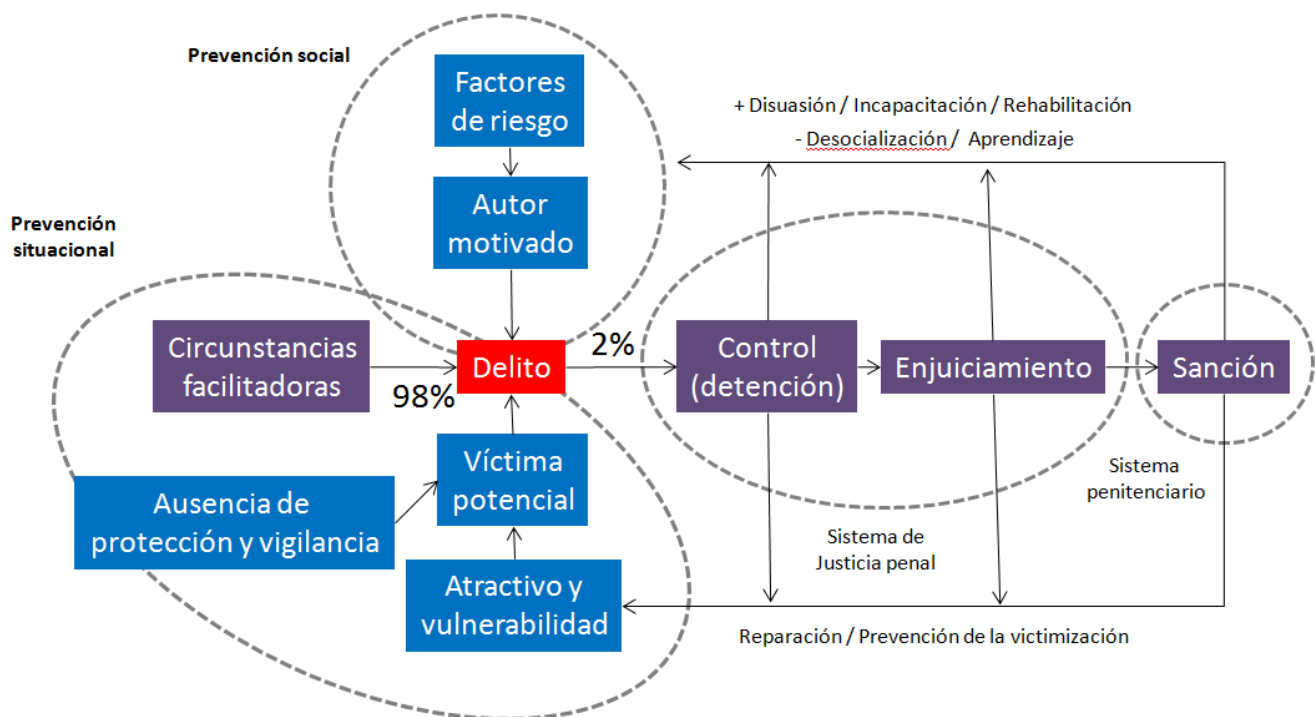 Prevención social
Factores
de riesgo
+ Disuasión / Incapacitación / Rehabilitación
- Desocialización / Aprendizaje
Autor
motivado
Prevención
situacional
Circunstancias
facilitadoras
98%
Delito
2%
Control
(detención)
Enjuiciamiento
Sanción
Víctima
potencial
Ausencia de
protección y vigilancia
Atractivo y
vulnerabilidad
Sistema
penitenciario
Sistema de
Justicia penal
Reparación / Prevención de la victimización